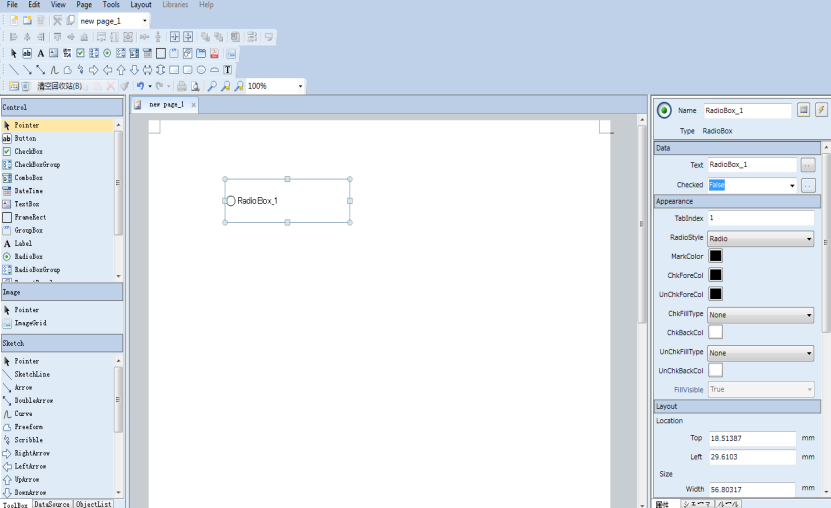 File Edit View Page Tools Layout Libraries Help
new page_1
清空回收站(B) 100%
Control
Pointer
Button
CheckBox
CheckBoxGroup
ComboBox
DateTime
TextBox
FrameRect
GroupBox
Label
RadioBox
RadioBoxGroup
Image
Pointer
ImageGrid
Sketch
Pointer
SketchLine
Arrow
DoubleArrow
Curve
Freeform
Scribble
RightArrow
LeftArrow
UpArrow
DownArrow
ToolBox DataSource ObjectList
new page_1
RadioBox_1
Name RadioBox_1
Type RadioBox
Data
Text RadioBox_1
Checked False
Appearance
TabIndex 1
RadioStyle Radio
MarkColor
ChkForeCol
UnChkForeCol
ChkFillType None
ChkBackCol
UnChkFillType None
UnChkBackCol
FillVisible True
Layout
Location
Top 18.51387 mm
Left 29.6103 mm
Size
Width 56.80317 mm